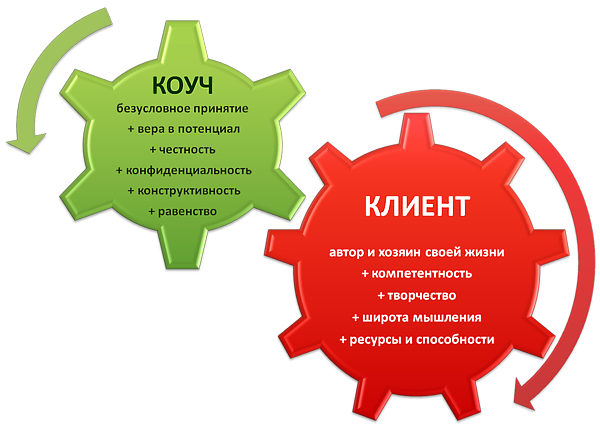 КОУЧ
безусловное принятие
+ вера в потенциал
+ честность
+ конфиденциальность
+ конструктивность
+ равенство
КЛИЕНТ
автор и хозяин своей жизни
+ компетентность
+ творчество
+ широта мышления
+ ресурсы и способности